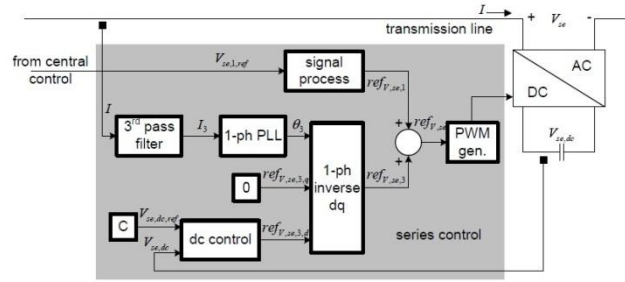 I
+ V_se -
transmission line
from central control
V_se,1,ref
signal process
ref_V,se,1
AC
DC
I
3rd pass filter
I_3
1-ph PLL
θ_3
1-ph inverse dq
+
+
ref_V,se
PWM gen.
V_se,dc
0
ref_V,se,3,q
ref_V,se,3
C
V_se,dc,ref
V_se,dc
dc control
ref_V,se,3,d
series control